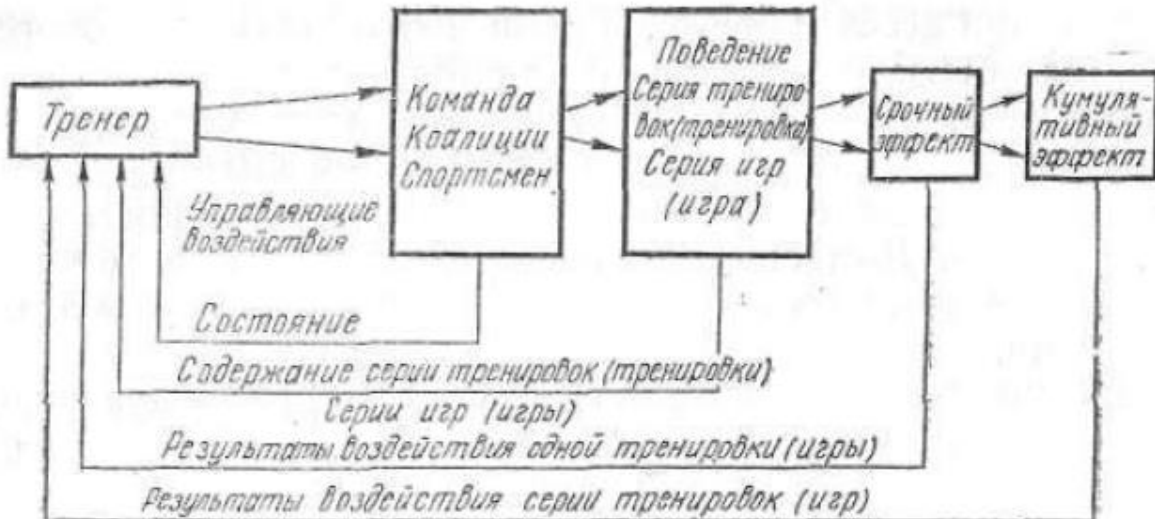 Тренер
Команда
Коалиции
Спортсмен
Поведение
Серия трениро-
вок (тренировка)
Серия игр
(игра)
Срочный
эффект
Кумуля-
тивный
эффект
Управляющие
воздействия
Состояние
Содержание серии тренировок (тренировки)
Серии игр (игры)
Результаты воздействия одной тренировки (игры)
Результаты воздействия серии тренировок (игр)